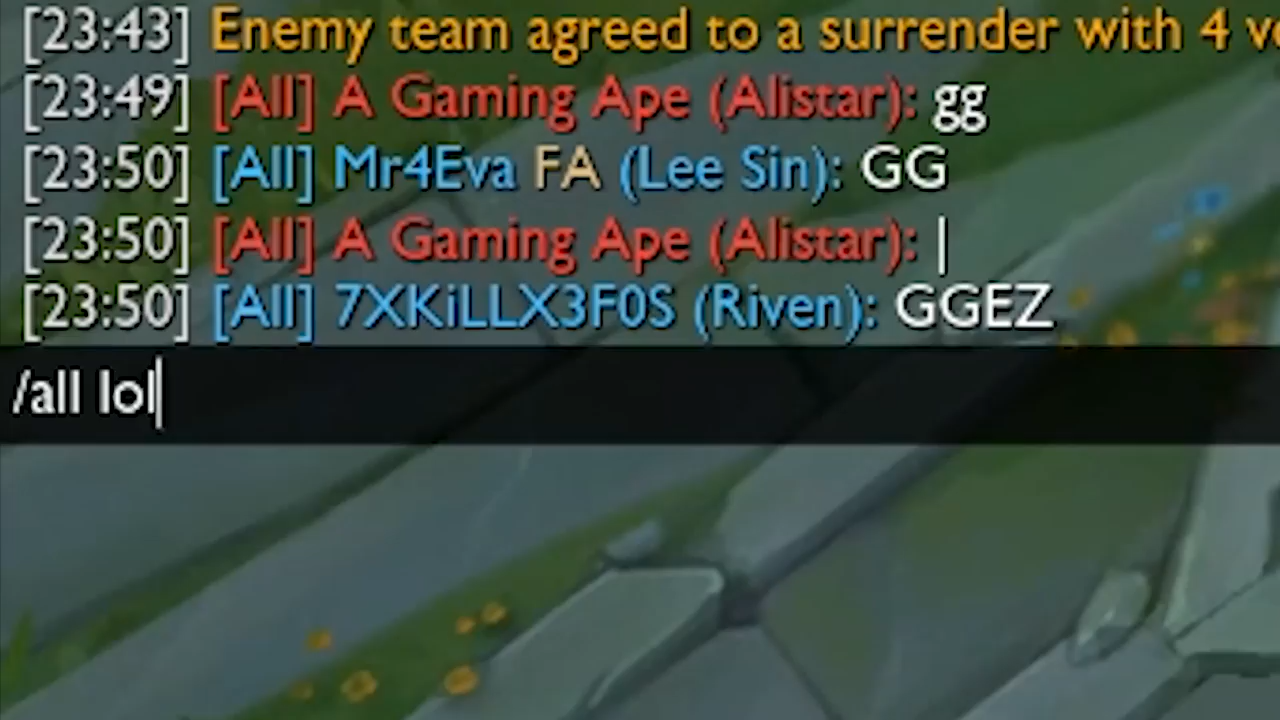 [23:43] Enemy team agreed to a surrender with 4
[23:49] [All] A Gaming Ape (Alistar): gg
[23:50] [All] Mr4Eva FA (Lee Sin): GG
[23:50] [All] A Gaming Ape (Alistar): |
[23:50] [All] 7XKiLLX3F0S (Riven): GGEZ
/all lol